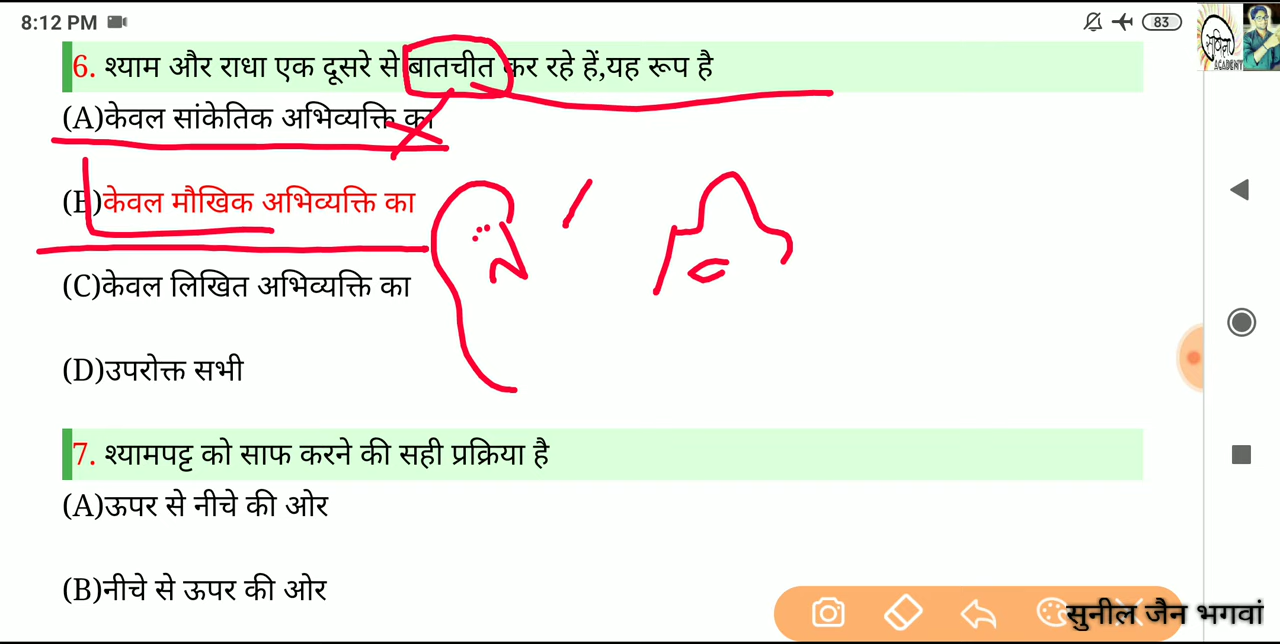 8:12 PM
83
सुप्रिया
ACADEMY
6. श्याम और राधा एक दूसरे से बातचीत कर रहे हें,यह रूप है
(A)केवल सांकेतिक अभिव्यक्ति का
(B)केवल मौखिक अभिव्यक्ति का
(C)केवल लिखित अभिव्यक्ति का
(D)उपरोक्त सभी
7. श्यामपट्ट को साफ करने की सही प्रक्रिया है
(A)ऊपर से नीचे की ओर
(B)नीचे से ऊपर की ओर
सुनील जैन भगवां